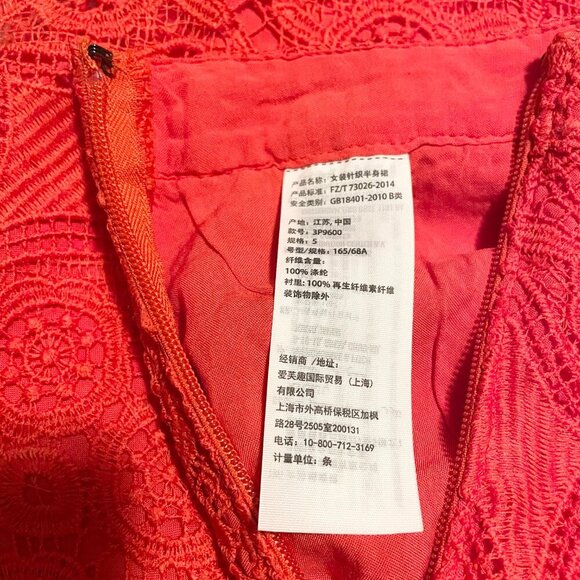 产品名称：女装针织半身裙
产品标准：FZ/T 73026-2014
安全类别：GB18401-2010 B类
产地：江苏, 中国
款号：3P9600
规格：S
号型/规格：165/68A
纤维含量：
100% 涤纶
衬里: 100% 再生纤维素纤维
装饰物除外
经销商 /地址：
爱芙趣国际贸易（上海）
有限公司
上海市外高桥保税区加枫
路28号2505室200131
电话：10-800-712-3169
计量单位：条